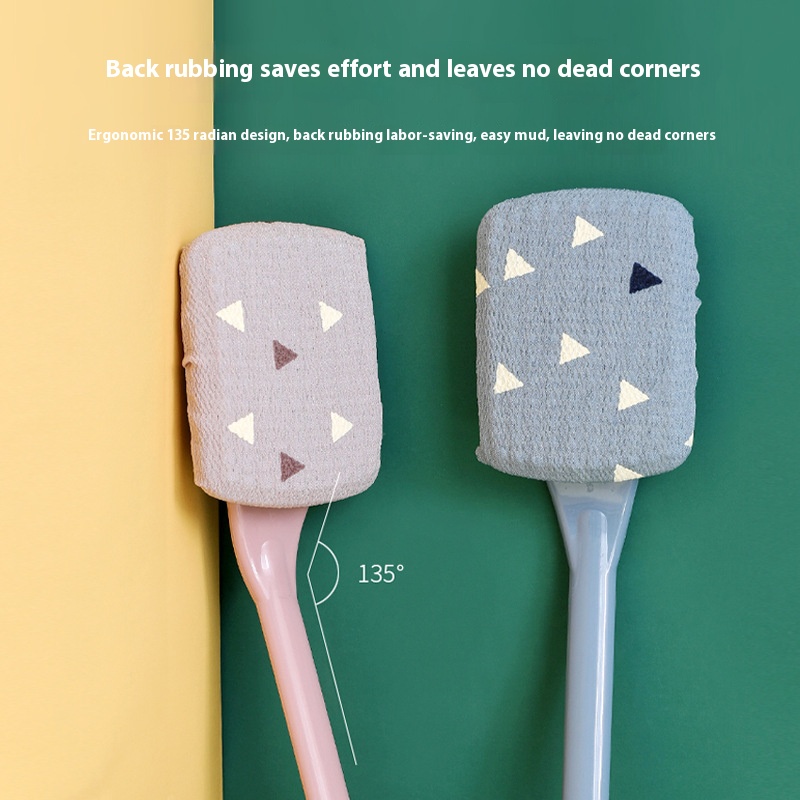 Back rubbing saves effort and leaves no dead corners
Ergonomic 135 radian design, back rubbing labor-saving, easy mud, leaving no dead corners
135°